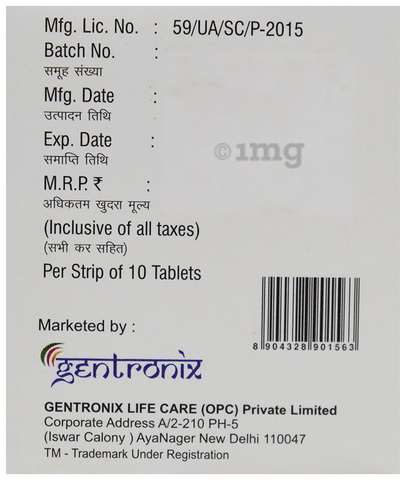 Mfg. Lic. No. : 59/UA/SC/P-2015
Batch No. :
समूह संख्या
Mfg. Date :
उत्पादन तिथि
Exp. Date :
समाप्ति तिथि
©1mg
M.R.P. ₹ :
अधिकतम खुदरा मूल्य
(Inclusive of all taxes)
(सभी कर सहित)
Per Strip of 10 Tablets
8 904328 901563
Marketed by :
gentronix
GENTRONIX LIFE CARE (OPC) Private Limited
Corporate Address A/2-210 PH-5
(Iswar Calony ) AyaNager New Delhi 110047
TM - Trademark Under Registration